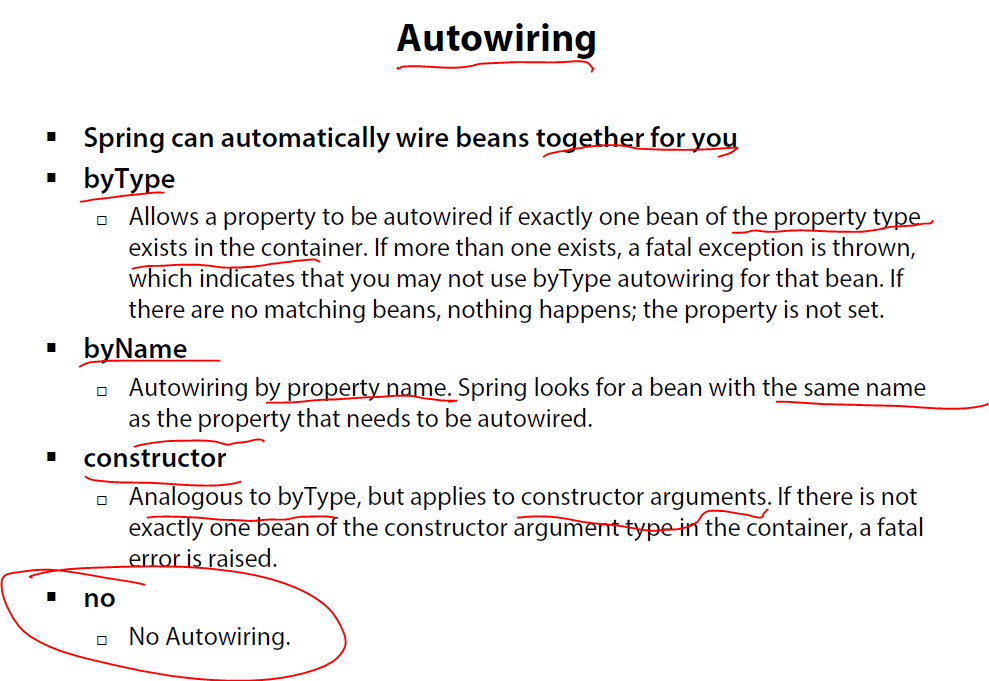 Autowiring
Spring can automatically wire beans together for you
byType
Allows a property to be autowired if exactly one bean of the property type
exists in the container. If more than one exists, a fatal exception is thrown,
which indicates that you may not use byType autowiring for that bean. If
there are no matching beans, nothing happens; the property is not set.
byName
Autowiring by property name. Spring looks for a bean with the same name
as the property that needs to be autowired.
constructor
Analogous to byType, but applies to constructor arguments. If there is not
exactly one bean of the constructor argument type in the container, a fatal
error is raised.
no
No Autowiring.